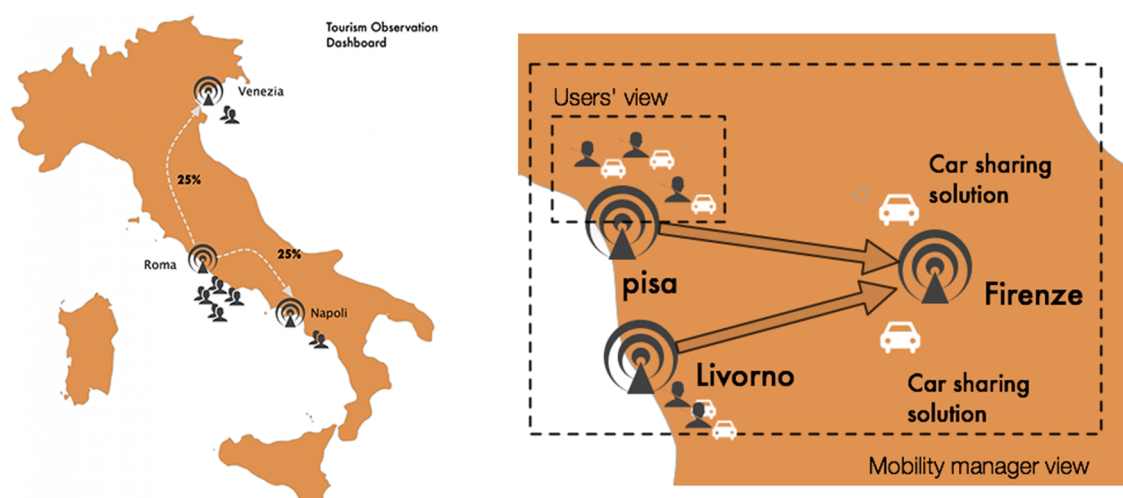 Tourism Observation
Dashboard
Venezia
25%
Roma
25%
Napoli
Users' view
Car sharing
solution
pisa
Firenze
Livorno
Car sharing
solution
Mobility manager view